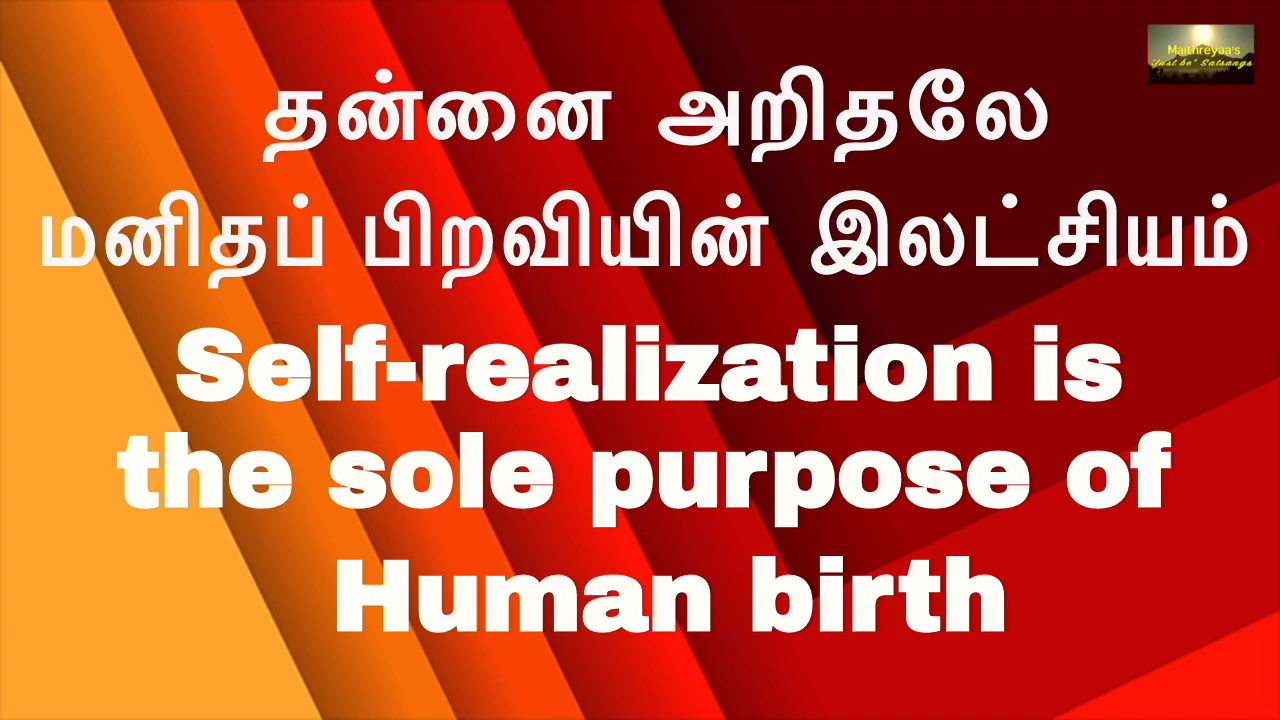 Maithreyaa's
"Just be" Satsangs
தன்னை அறிதலே
மனிதப் பிறவியின் இலட்சியம்
Self-realization is
the sole purpose of
Human birth